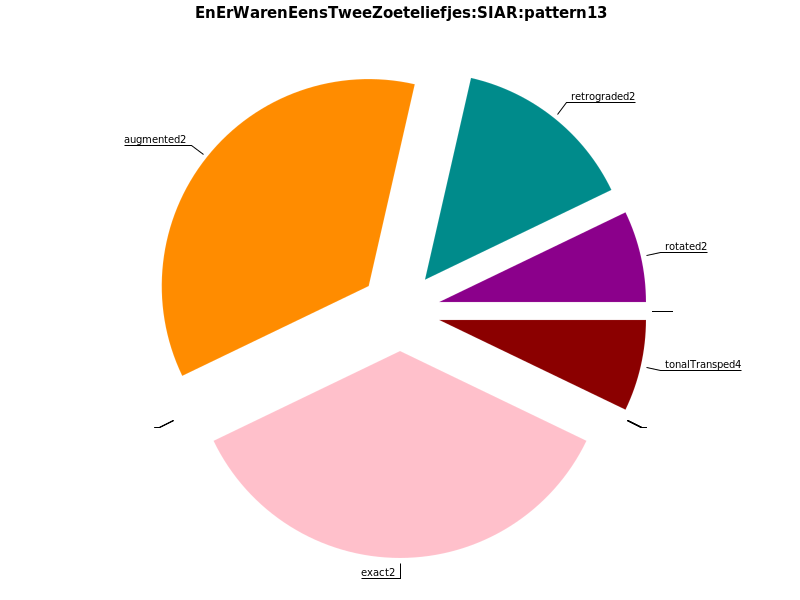 EnErWarenEensTweeZoeteliefjes:SIAR:pattern13
retrograded2
augmented2
rotated2
tonalTransped4
exact2